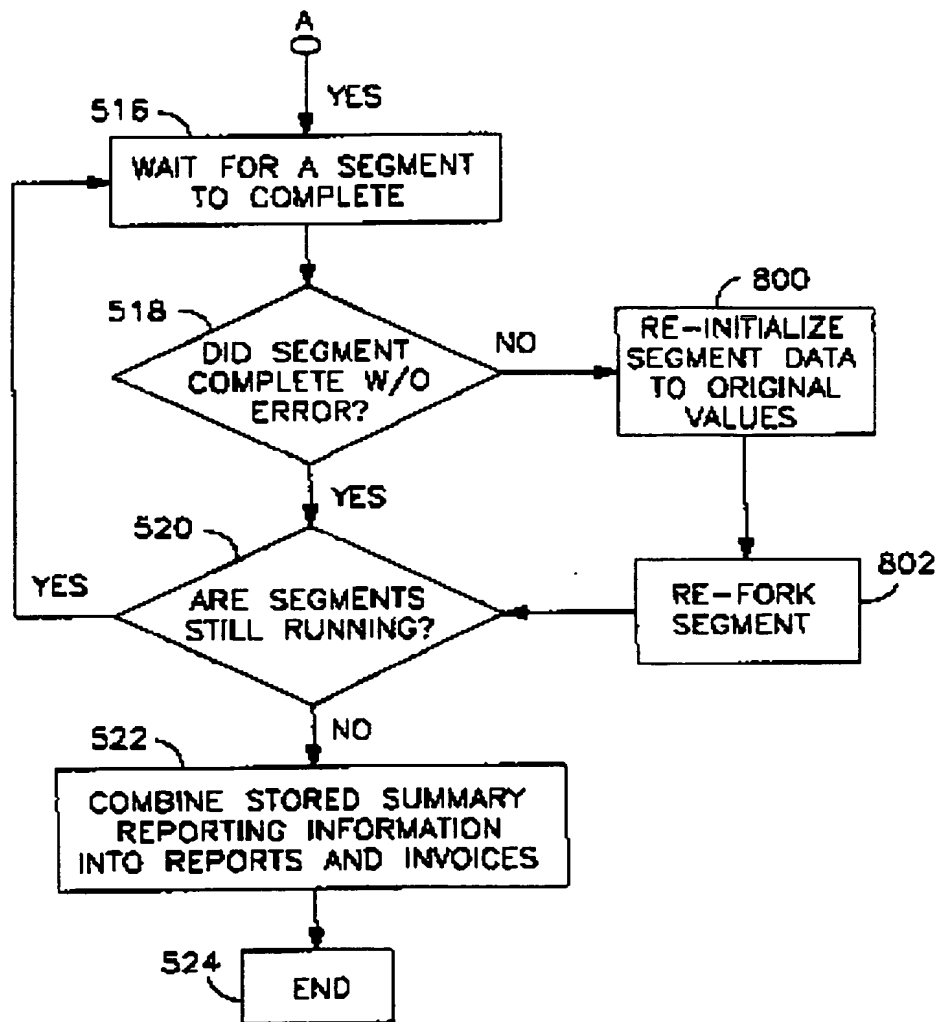 A
YES
516
WAIT FOR A SEGMENT
TO COMPLETE
518
DID SEGMENT
COMPLETE W/O
ERROR?
NO
800
RE-INITIALIZE
SEGMENT DATA
TO ORIGINAL
VALUES
YES
520
YES
ARE SEGMENTS
STILL RUNNING?
802
RE-FORK
SEGMENT
NO
522
COMBINE STORED SUMMARY
REPORTING INFORMATION
INTO REPORTS AND INVOICES
524
END